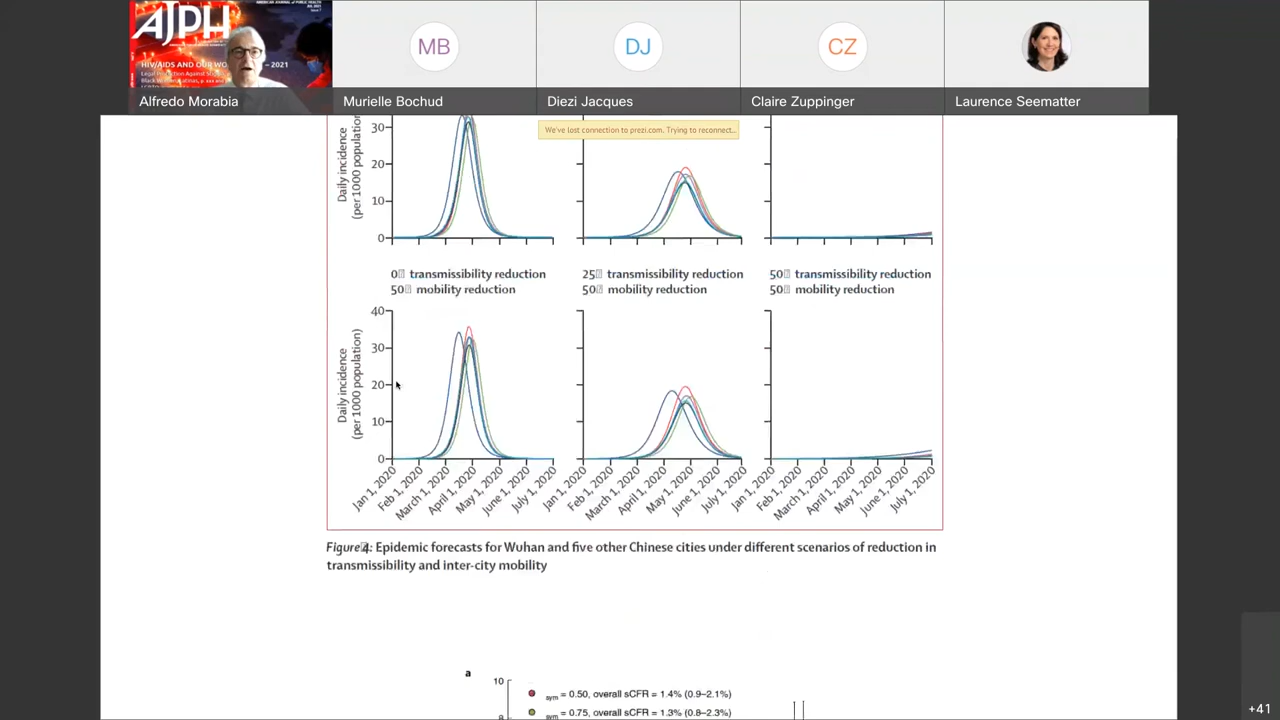 AJPH
AMERICAN JOURNAL OF PUBLIC HEALTH
HIV/AIDS AND OUR WO
– 2021
Legal Protection Against
Alfredo Morabia
MB
Murielle Bochud
DJ
Diezi Jacques
CZ
Claire Zuppinger
Laurence Seematter
We've lost connection to prezi.com. Trying to reconnect...
Daily incidence
(per 1000 population)
30
20
10
0
0 transmissibility reduction
50 mobility reduction
25 transmissibility reduction
50 mobility reduction
50 transmissibility reduction
50 mobility reduction
Daily incidence
(per 1000 population)
40
30
20
10
0
Jan 1, 2020
Feb 1, 2020
March 1, 2020
April 1, 2020
May 1, 2020
June 1, 2020
July 1, 2020
Jan 1, 2020
Feb 1, 2020
March 1, 2020
April 1, 2020
May 1, 2020
June 1, 2020
July 1, 2020
Jan 1, 2020
Feb 1, 2020
March 1, 2020
April 1, 2020
May 1, 2020
June 1, 2020
July 1, 2020
Figure 4: Epidemic forecasts for Wuhan and five other Chinese cities under different scenarios of reduction in
transmissibility and inter-city mobility
a
10
sym = 0.50, overall sCFR = 1.4% (0.9–2.1%)
sym = 0.75, overall sCFR = 1.3% (0.8–2.3%)
+41